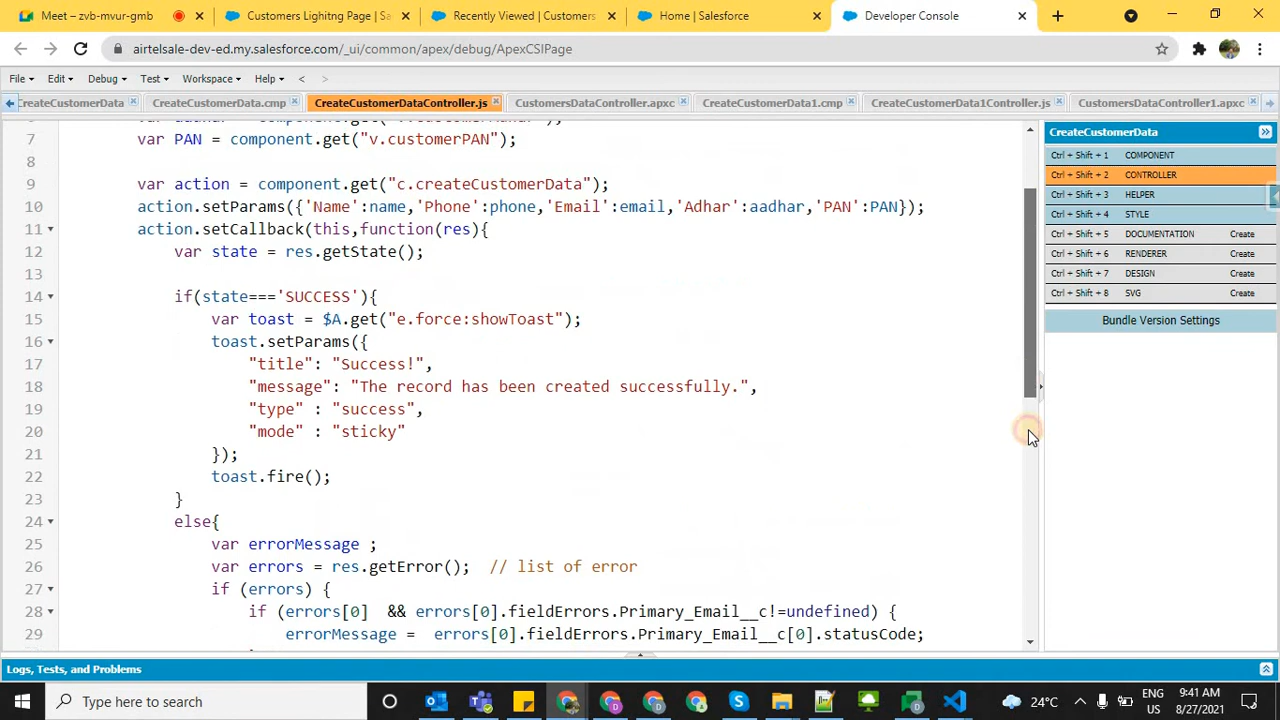 Meet – zvb-mvur-gmb
Customers Lighitng Page | Sa
Recently Viewed | Customers
Home | Salesforce
Developer Console
airtelsale-dev-ed.my.salesforce.com/_ui/common/apex/debug/ApexCSIPage
File Edit Debug Test Workspace Help < >
CreateCustomerData CreateCustomerData.cmp CreateCustomerDataController.js CustomersDataController.apxc CreateCustomerData1.cmp CreateCustomerData1Controller.js CustomersDataController1.apxc
7 var PAN = component.get("v.customerPAN");
8
9 var action = component.get("c.createCustomerData");
10 action.setParams({'Name':name,'Phone':phone,'Email':email,'Adhar':aadhar,'PAN':PAN});
11 action.setCallback(this,function(res){
12 var state = res.getState();
13
14 if(state==='SUCCESS'){
15 var toast = $A.get("e.force:showToast");
16 toast.setParams({
17 "title": "Success!",
18 "message": "The record has been created successfully.",
19 "type" : "success",
20 "mode" : "sticky"
21 });
22 toast.fire();
23 }
24 else{
25 var errorMessage ;
26 var errors = res.getError(); // list of error
27 if (errors) {
28 if (errors[0] && errors[0].fieldErrors.Primary_Email__c!=undefined) {
29 errorMessage = errors[0].fieldErrors.Primary_Email__c[0].statusCode;
CreateCustomerData
Ctrl + Shift + 1 COMPONENT
Ctrl + Shift + 2 CONTROLLER
Ctrl + Shift + 3 HELPER
Ctrl + Shift + 4 STYLE
Ctrl + Shift + 5 DOCUMENTATION Create
Ctrl + Shift + 6 RENDERER Create
Ctrl + Shift + 7 DESIGN Create
Ctrl + Shift + 8 SVG Create
Bundle Version Settings
Logs, Tests, and Problems
Type here to search
24°C
ENG
US
9:41 AM
8/27/2021